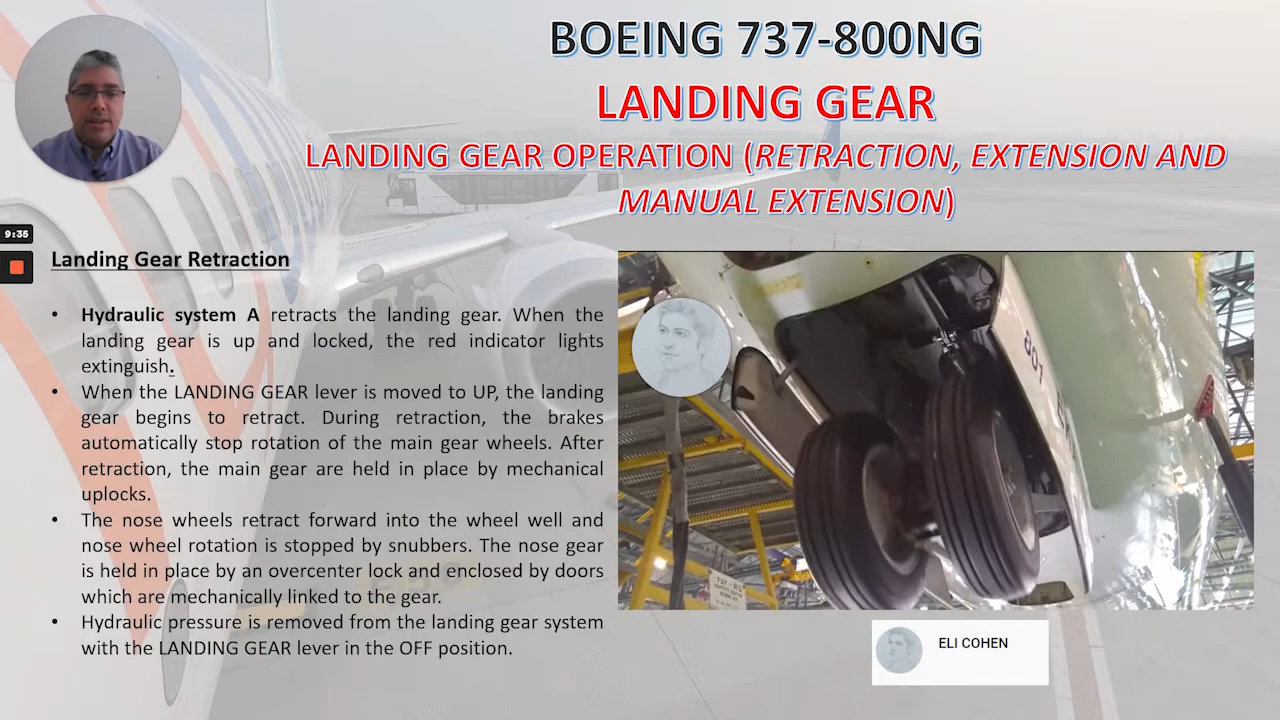 BOEING 737-800NG
LANDING GEAR
LANDING GEAR OPERATION (RETRACTION, EXTENSION AND
MANUAL EXTENSION)
9:35
Landing Gear Retraction
• Hydraulic system A retracts the landing gear. When the
landing gear is up and locked, the red indicator lights
extinguish.
• When the LANDING GEAR lever is moved to UP, the landing
gear begins to retract. During retraction, the brakes
automatically stop rotation of the main gear wheels. After
retraction, the main gear are held in place by mechanical
uplocks.
• The nose wheels retract forward into the wheel well and
nose wheel rotation is stopped by snubbers. The nose gear
is held in place by an overcenter lock and enclosed by doors
which are mechanically linked to the gear.
• Hydraulic pressure is removed from the landing gear system
with the LANDING GEAR lever in the OFF position.
801
ELI COHEN